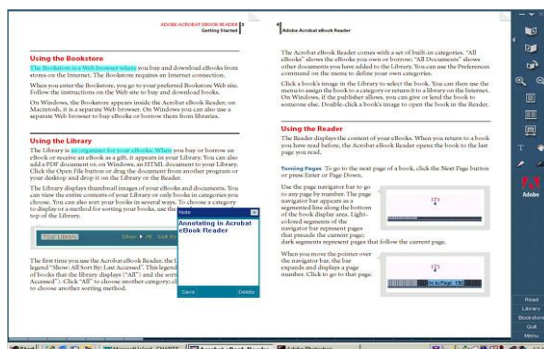 ADOBE ACROBAT EBOOK READER 3
Getting Started
Using the Bookstore
The Bookstore is a Web browser where you buy and download eBooks from
stores on the Internet. The Bookstore requires an Internet connection.
When you enter the Bookstore, you go to your preferred Bookstore Web site.
Follow the instructions on the Web site to buy and download books.
On Windows, the Bookstore appears inside the Acrobat eBook Reader; on
Macintosh, it is a separate Web browser. On Windows you can also use a
separate Web browser to buy eBooks or borrow them from libraries.
Using the Library
The Library is an organizer for your eBooks. When you buy or borrow an
eBook or receive an eBook as a gift, it appears in your Library. You can also
add a PDF document or, on Windows, an HTML document to your Library.
Click the Open File button or drag the document from another program or
your desktop and drop it on the Library or the Reader.
The Library displays thumbnail images of your eBooks and documents. You
can view the entire contents of your Library or only books in categories you
choose. You can also sort your books in several ways. To choose a category
to display or a method for sorting your books, use the
top of the Library.
Your Library Show: All Sort By
The first time you use the Acrobat eBook Reader, the L
legend "Show: All Sort By: Last Accessed". This legend
of books that the library displays ("All") and the sort
Accessed"). Click "All" to choose another category; cl
to choose another sorting method.
Note
Annotating in Acrobat
eBook Reader
Save Delete
4 Adobe Acrobat eBook Reader
The Acrobat eBook Reader comes with a set of built-in categories. "All
eBooks" shows the eBooks you own or borrow; "All Documents" shows
other documents you have added to the Library. You can use the Preferences
command on the menu to define your own categories.
Click a book's image in the Library to select the book. You can then use the
menu to assign the book to a category or return it to a library on the Internet.
On Windows, if the publisher allows, you can give or lend the book to
someone else. Double-click a book's image to open the book in the Reader.
Using the Reader
The Reader displays the content of your eBooks. When you return to a book
you have read before, the Acrobat eBook Reader opens the book to the last
page you read.
Turning Pages To go to the next page of a book, click the Next Page button
or press Enter or Page Down.
Use the page navigator bar to go
to any page by number. The page
navigator bar appears as a
segmented line along the bottom
of the book display area. Light-
colored segments of the
navigator bar represent pages
that precede the current page;
dark segments represent pages that follow the current page.
171
When you move the pointer over
the navigator bar, the bar
expands and displays a page
number. Click to go to that page.
171
Go to Page 190
Adobe
Read
Library
Bookstore
Quit
Menu